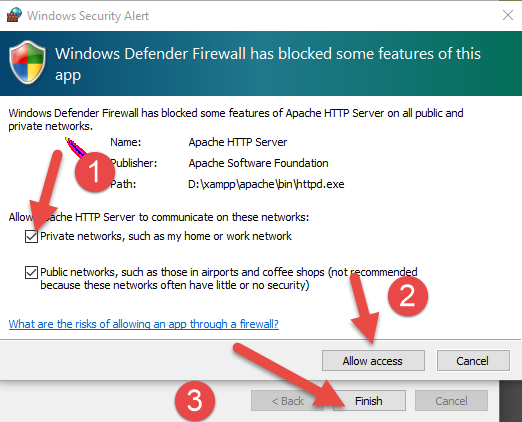 Windows Security Alert
Windows Defender Firewall has blocked some features of this
app
Windows Defender Firewall has blocked some features of Apache HTTP Server on all public and
private networks.
Name: Apache HTTP Server
Publisher: Apache Software Foundation
Path: D:\xampp\apache\bin\httpd.exe
1
Allow Apache HTTP Server to communicate on these networks:
Private networks, such as my home or work network
Public networks, such as those in airports and coffee shops (not recommended
because these networks often have little or no security)
2
What are the risks of allowing an app through a firewall?
Allow access Cancel
3
< Back Finish Cancel